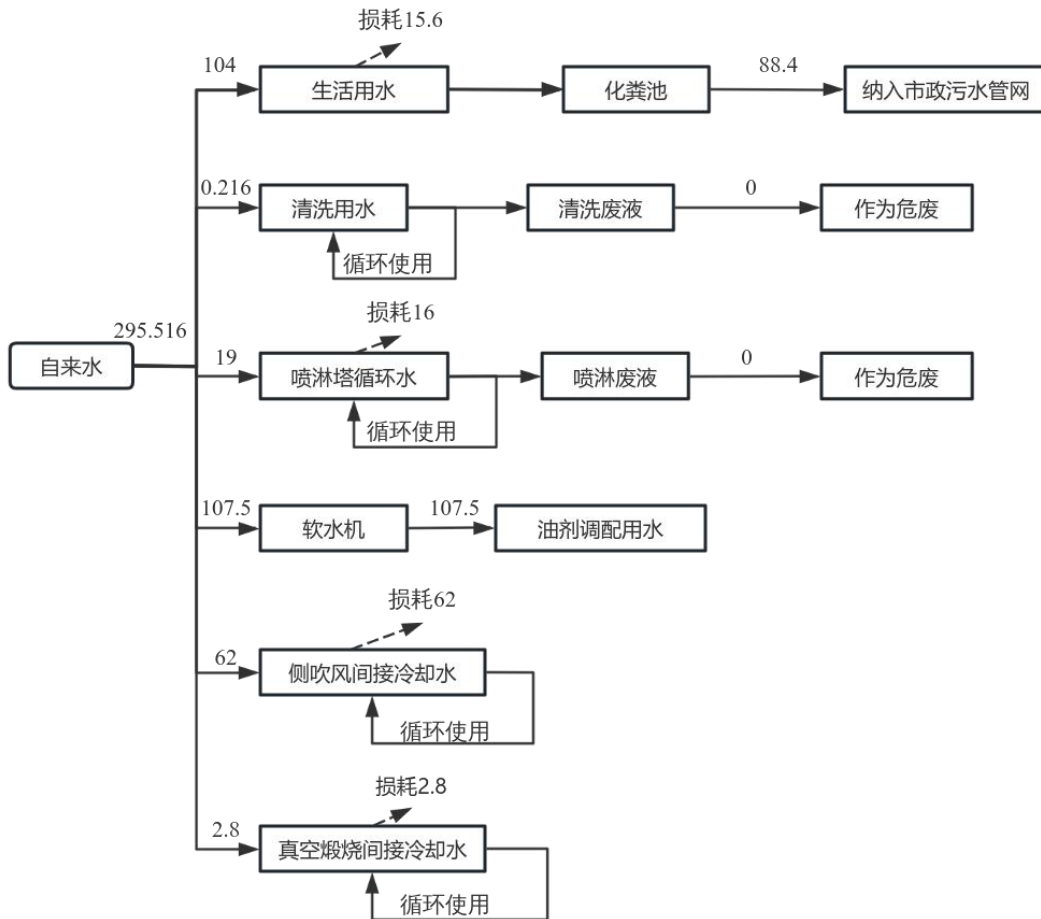 损耗15.6
104
生活用水
化粪池
88.4
纳入市政污水管网
0.216
清洗用水
清洗废液
0
作为危废
循环使用
295.516
自来水
损耗16
19
喷淋塔循环水
喷淋废液
0
作为危废
循环使用
107.5
软水机
107.5
油剂调配用水
损耗62
62
侧吹风间接冷却水
循环使用
损耗2.8
2.8
真空煅烧间接冷却水
循环使用